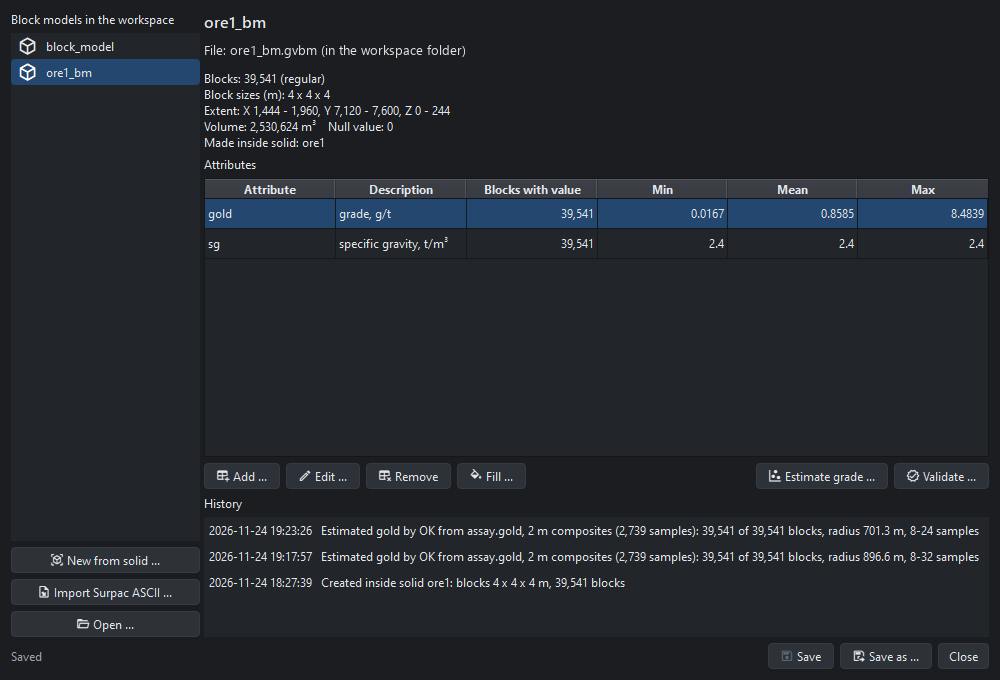 Block models in the workspace
block_model
ore1_bm
New from solid ...
Import Surpac ASCII ...
Open ...
Saved
ore1_bm
File: ore1_bm.gvbm (in the workspace folder)
Blocks: 39,541 (regular)
Block sizes (m): 4 x 4 x 4
Extent: X 1,444 - 1,960, Y 7,120 - 7,600, Z 0 - 244
Volume: 2,530,624 m³ Null value: 0
Made inside solid: ore1
Attributes
Attribute Description Blocks with value Min Mean Max
gold grade, g/t 39,541 0.0167 0.8585 8.4839
sg specific gravity, t/m³ 39,541 2.4 2.4 2.4
Add ... Edit ... Remove Fill ... Estimate grade ... Validate ...
History
2026-11-24 19:23:26 Estimated gold by OK from assay.gold, 2 m composites (2,739 samples): 39,541 of 39,541 blocks, radius 701.3 m, 8-24 samples
2026-11-24 19:17:57 Estimated gold by OK from assay.gold, 2 m composites (2,739 samples): 39,541 of 39,541 blocks, radius 896.6 m, 8-32 samples
2026-11-24 18:27:39 Created inside solid ore1: blocks 4 x 4 x 4 m, 39,541 blocks
Save Save as ... Close